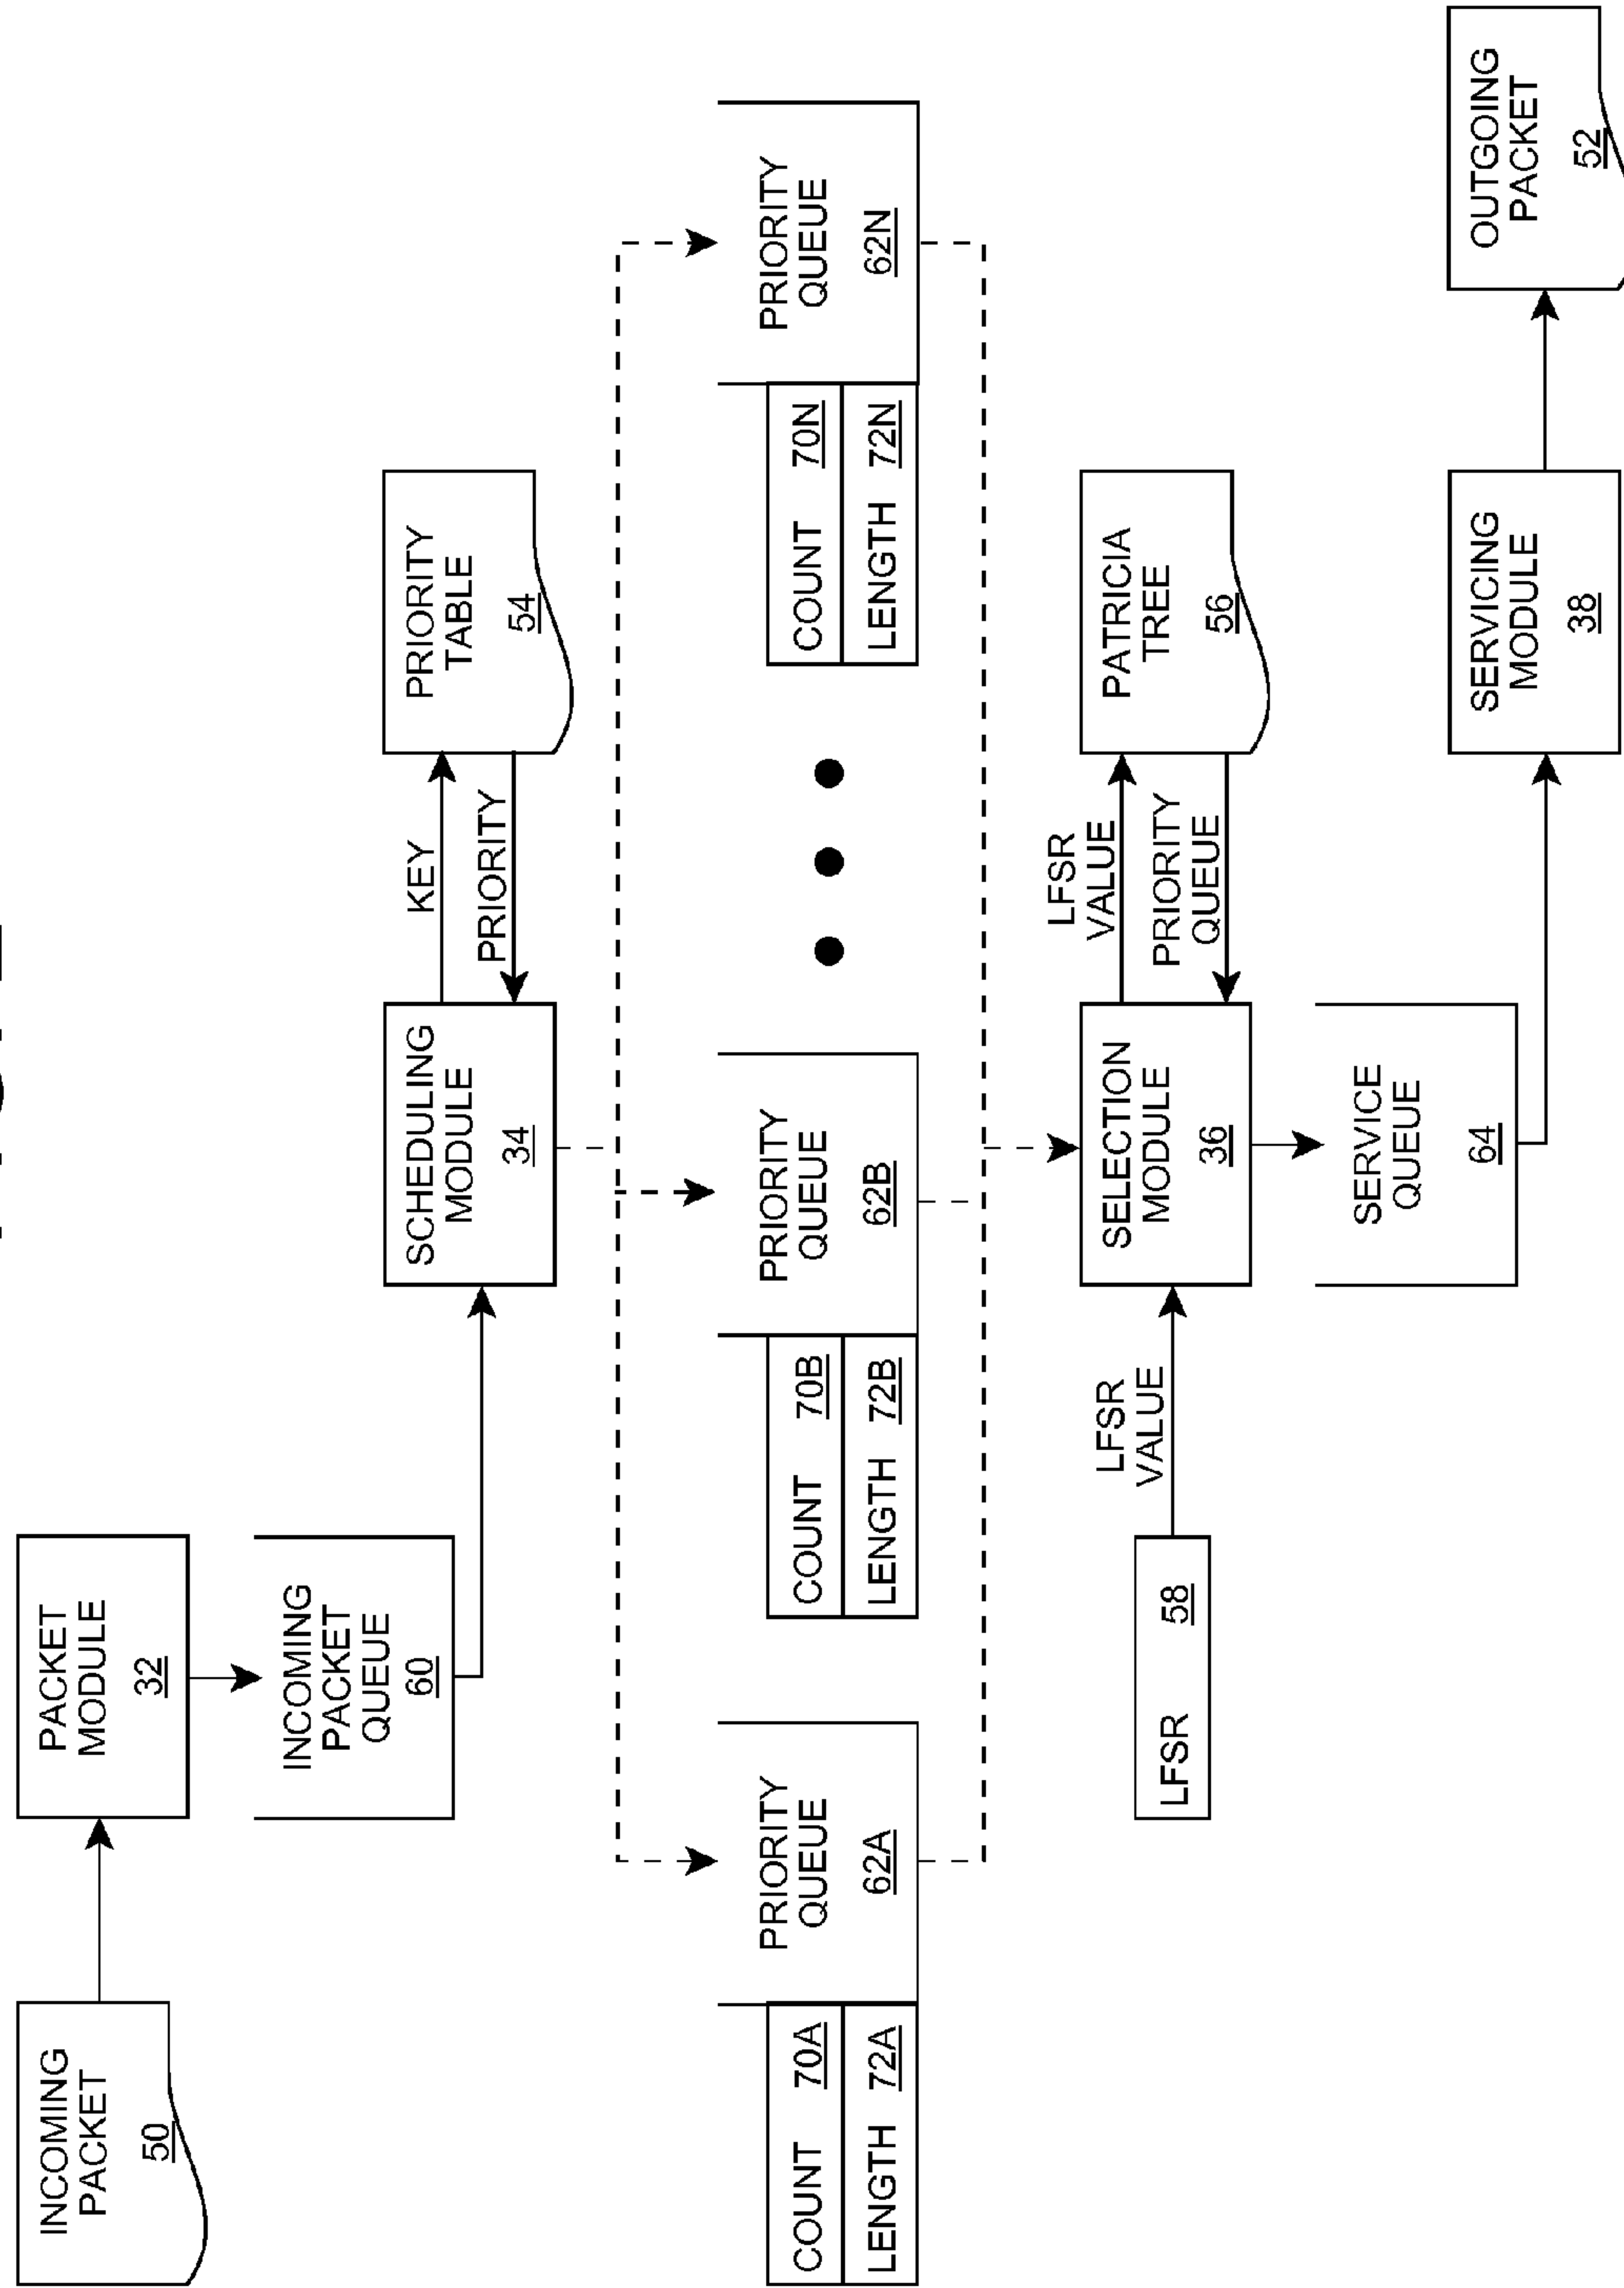 INCOMING
PACKET
50
PACKET
MODULE
32
INCOMING
PACKET
QUEUE
60
SCHEDULING
MODULE
34
KEY
PRIORITY
PRIORITY
TABLE
54
COUNT 70A
LENGTH 72A
PRIORITY
QUEUE
62A
COUNT 70B
LENGTH 72B
PRIORITY
QUEUE
62B
COUNT 70N
LENGTH 72N
PRIORITY
QUEUE
62N
LFSR 58
LFSR
VALUE
SELECTION
MODULE
36
LFSR
VALUE
PRIORITY
QUEUE
PATRICIA
TREE
56
SERVICE
QUEUE
64
SERVICING
MODULE
38
OUTGOING
PACKET
52